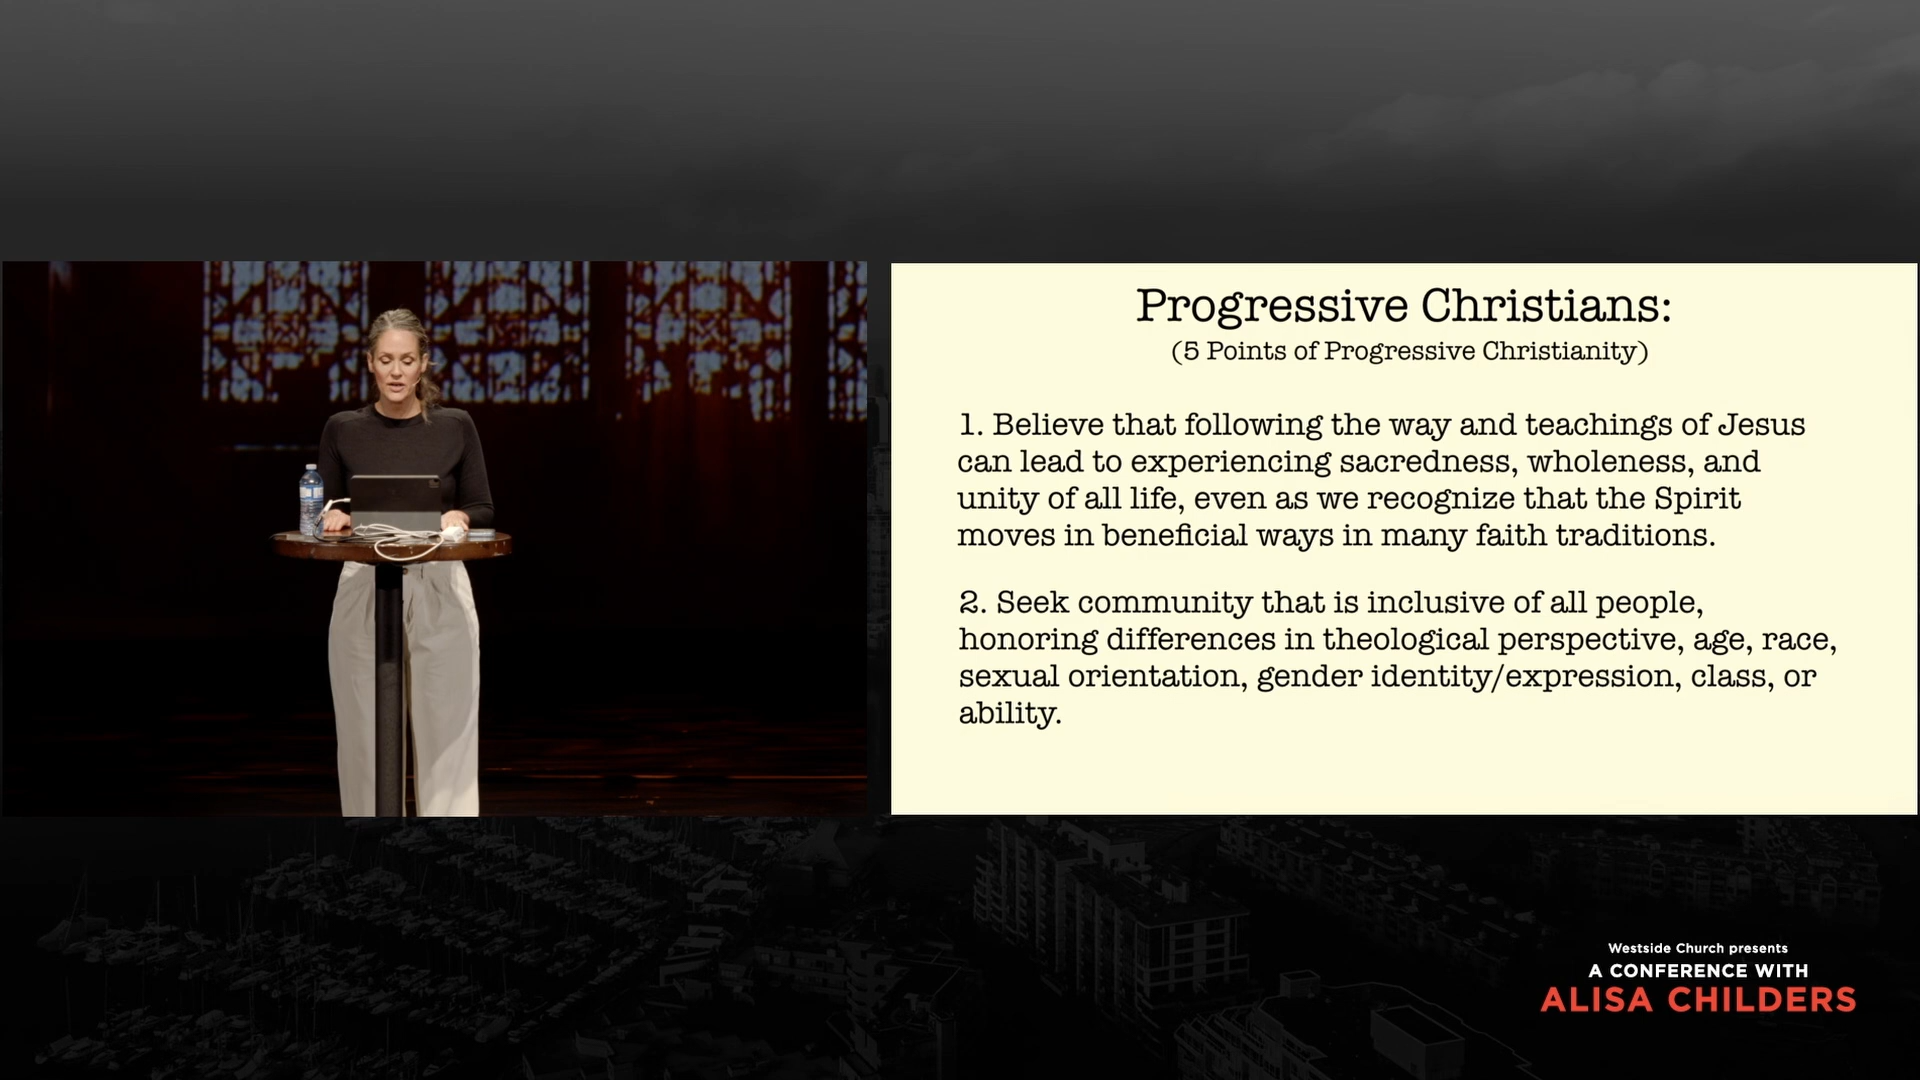 Progressive Christians:
(5 Points of Progressive Christianity)
1. Believe that following the way and teachings of Jesus
can lead to experiencing sacredness, wholeness, and
unity of all life, even as we recognize that the Spirit
moves in beneficial ways in many faith traditions.
2. Seek community that is inclusive of all people,
honoring differences in theological perspective, age, race,
sexual orientation, gender identity/expression, class, or
ability.
Westside Church presents
A CONFERENCE WITH
ALISA CHILDERS